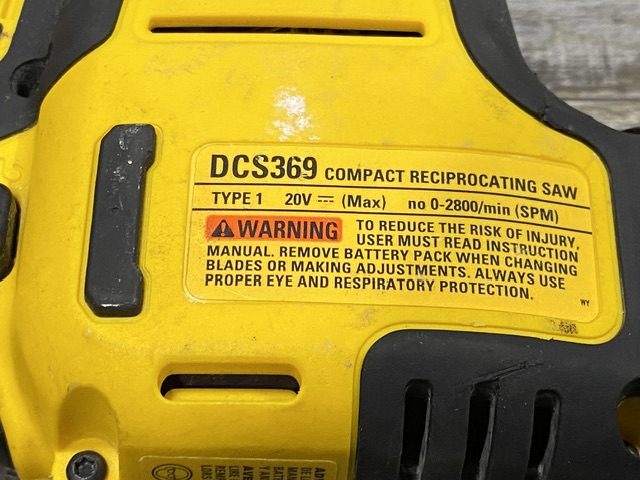 DCS369 COMPACT RECIPROCATING SAW
TYPE 1 20V ⎓ (Max) no 0-2800/min (SPM)
⚠WARNING TO REDUCE THE RISK OF INJURY,
USER MUST READ INSTRUCTION
MANUAL. REMOVE BATTERY PACK WHEN CHANGING
BLADES OR MAKING ADJUSTMENTS. ALWAYS USE
PROPER EYE AND RESPIRATORY PROTECTION.
WY